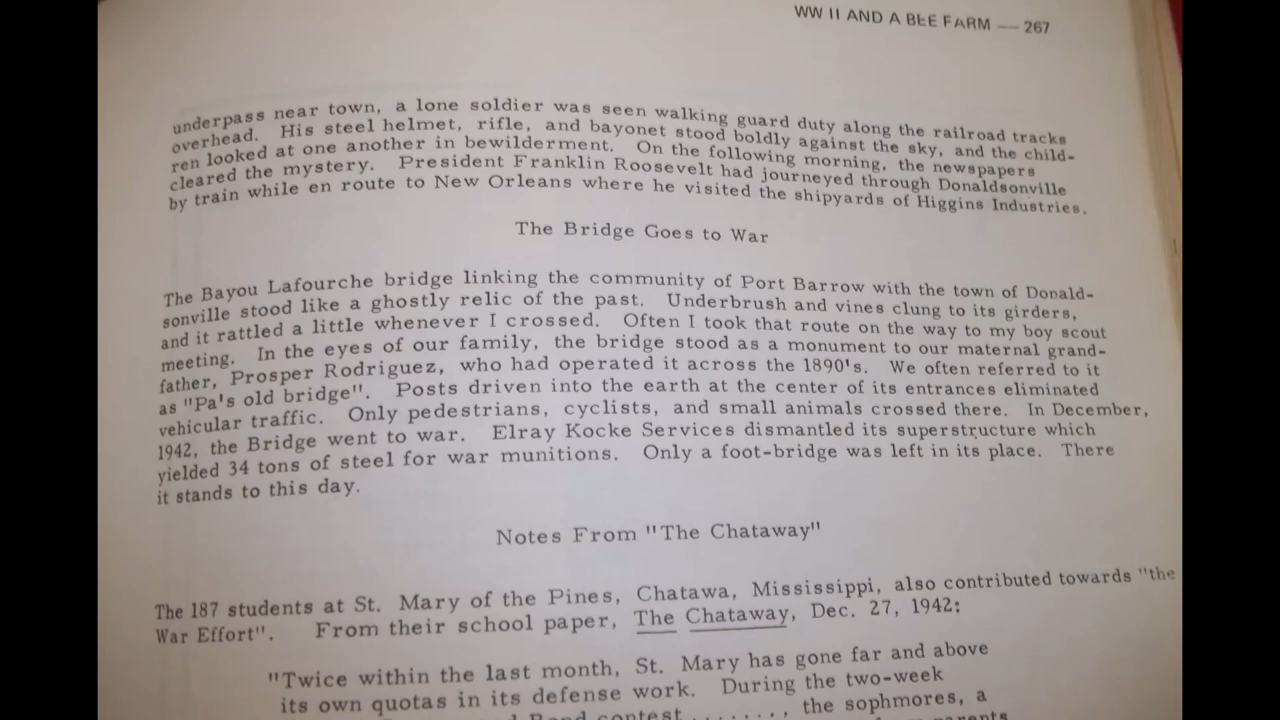 WW II AND A BEE FARM — 267
underpass near town, a lone soldier was seen walking guard duty along the railroad tracks
overhead. His steel helmet, rifle, and bayonet stood boldly against the sky, and the child-
ren looked at one another in bewilderment. On the following morning, the newspapers
cleared the mystery. President Franklin Roosevelt had journeyed through Donaldsonville
by train while en route to New Orleans where he visited the shipyards of Higgins Industries.
The Bridge Goes to War
The Bayou Lafourche bridge linking the community of Port Barrow with the town of Donald-
sonville stood like a ghostly relic of the past. Underbrush and vines clung to its girders,
and it rattled a little whenever I crossed. Often I took that route on the way to my boy scout
meeting. In the eyes of our family, the bridge stood as a monument to our maternal grand-
father, Prosper Rodriguez, who had operated it across the 1890's. We often referred to it
as "Pa's old bridge". Posts driven into the earth at the center of its entrances eliminated
vehicular traffic. Only pedestrians, cyclists, and small animals crossed there. In December,
1942, the Bridge went to war. Elray Kocke Services dismantled its superstructure which
yielded 34 tons of steel for war munitions. Only a foot-bridge was left in its place. There
it stands to this day.
Notes From "The Chataway"
The 187 students at St. Mary of the Pines, Chatawa, Mississippi, also contributed towards "the
War Effort". From their school paper, The Chataway, Dec. 27, 1942:
"Twice within the last month, St. Mary has gone far and above
its own quotas in its defense work. During the two-week
Bond contest ......., the sophmores, a